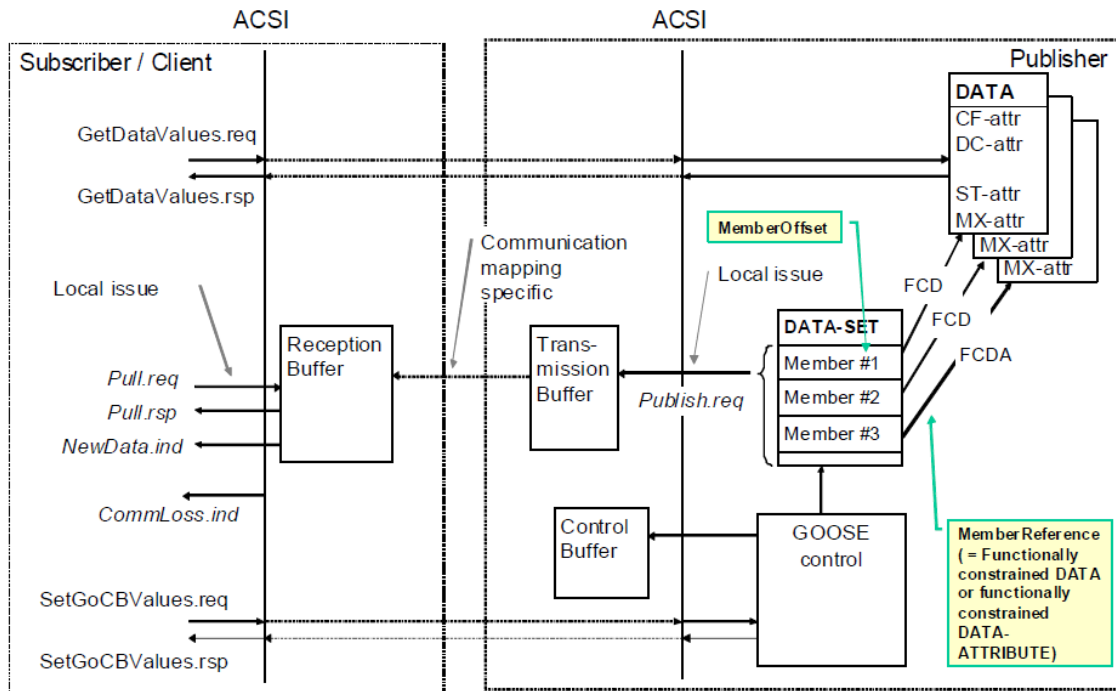 ACSI
ACSI
Subscriber / Client
Publisher
DATA
CF-attr
DC-attr
ST-attr
MX-attr
MX-attr
MX-attr
GetDataValues.req
GetDataValues.rsp
MemberOffset
Communication
mapping
specific
Local issue
Local issue
FCD
FCD
FCDA
DATA-SET
Member #1
Member #2
Member #3
Reception
Buffer
Trans-
mission
Buffer
Publish.req
Pull.req
Pull.rsp
NewData.ind
CommLoss.ind
Control
Buffer
GOOSE
control
MemberReference
( = Functionally
constrained DATA
or functionally
constrained
DATA-
ATTRIBUTE)
SetGoCBValues.req
SetGoCBValues.rsp